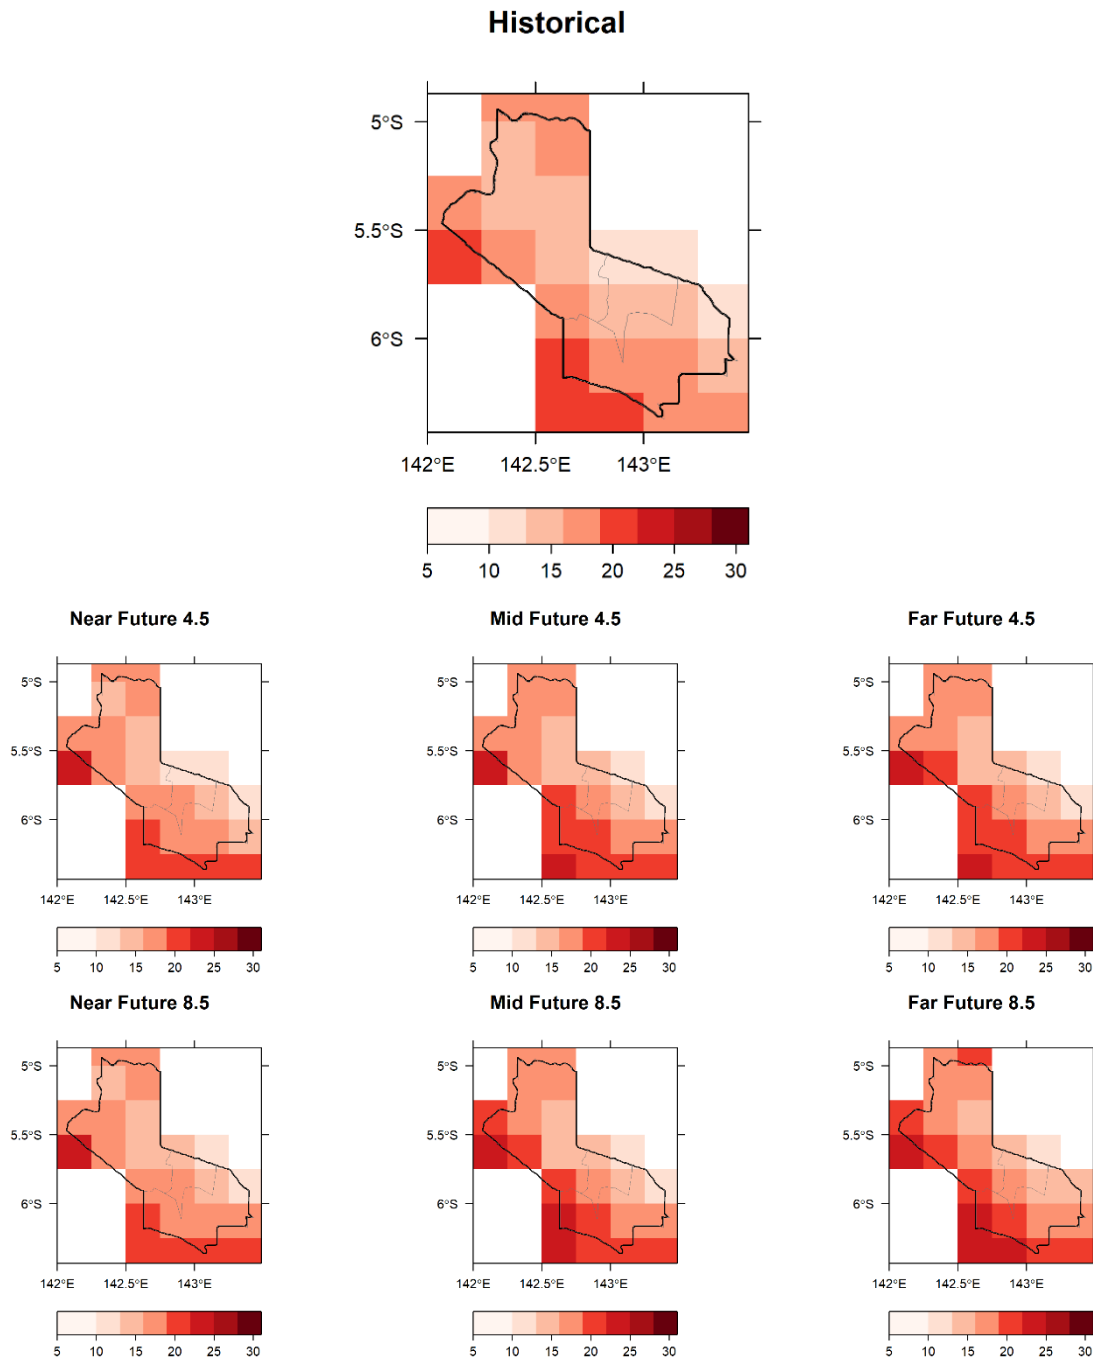 Historical
5°S
5.5°S
6°S
142°E 142.5°E 143°E
5 10 15 20 25 30
Near Future 4.5 Mid Future 4.5 Far Future 4.5
5°S 5°S 5°S
5.5°S 5.5°S 5.5°S
6°S 6°S 6°S
142°E 142.5°E 143°E 142°E 142.5°E 143°E 142°E 142.5°E 143°E
5 10 15 20 25 30 5 10 15 20 25 30 5 10 15 20 25 30
Near Future 8.5 Mid Future 8.5 Far Future 8.5
5°S 5°S 5°S
5.5°S 5.5°S 5.5°S
6°S 6°S 6°S
142°E 142.5°E 143°E 142°E 142.5°E 143°E 142°E 142.5°E 143°E
5 10 15 20 25 30 5 10 15 20 25 30 5 10 15 20 25 30